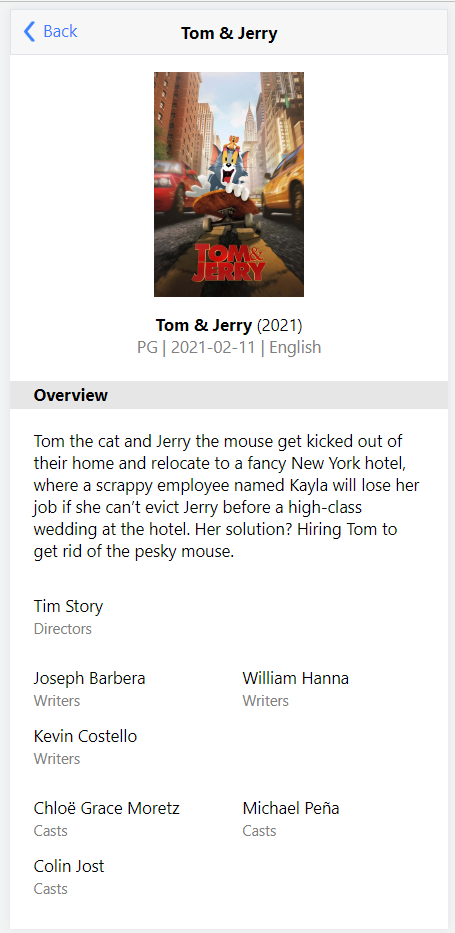 Back
Tom & Jerry
TOM &
JERRY
Tom & Jerry (2021)
PG | 2021-02-11 | English
Overview
Tom the cat and Jerry the mouse get kicked out of
their home and relocate to a fancy New York hotel,
where a scrappy employee named Kayla will lose her
job if she can’t evict Jerry before a high-class
wedding at the hotel. Her solution? Hiring Tom to
get rid of the pesky mouse.
Tim Story
Directors
Joseph Barbera William Hanna
Writers Writers
Kevin Costello
Writers
Chloë Grace Moretz Michael Peña
Casts Casts
Colin Jost
Casts